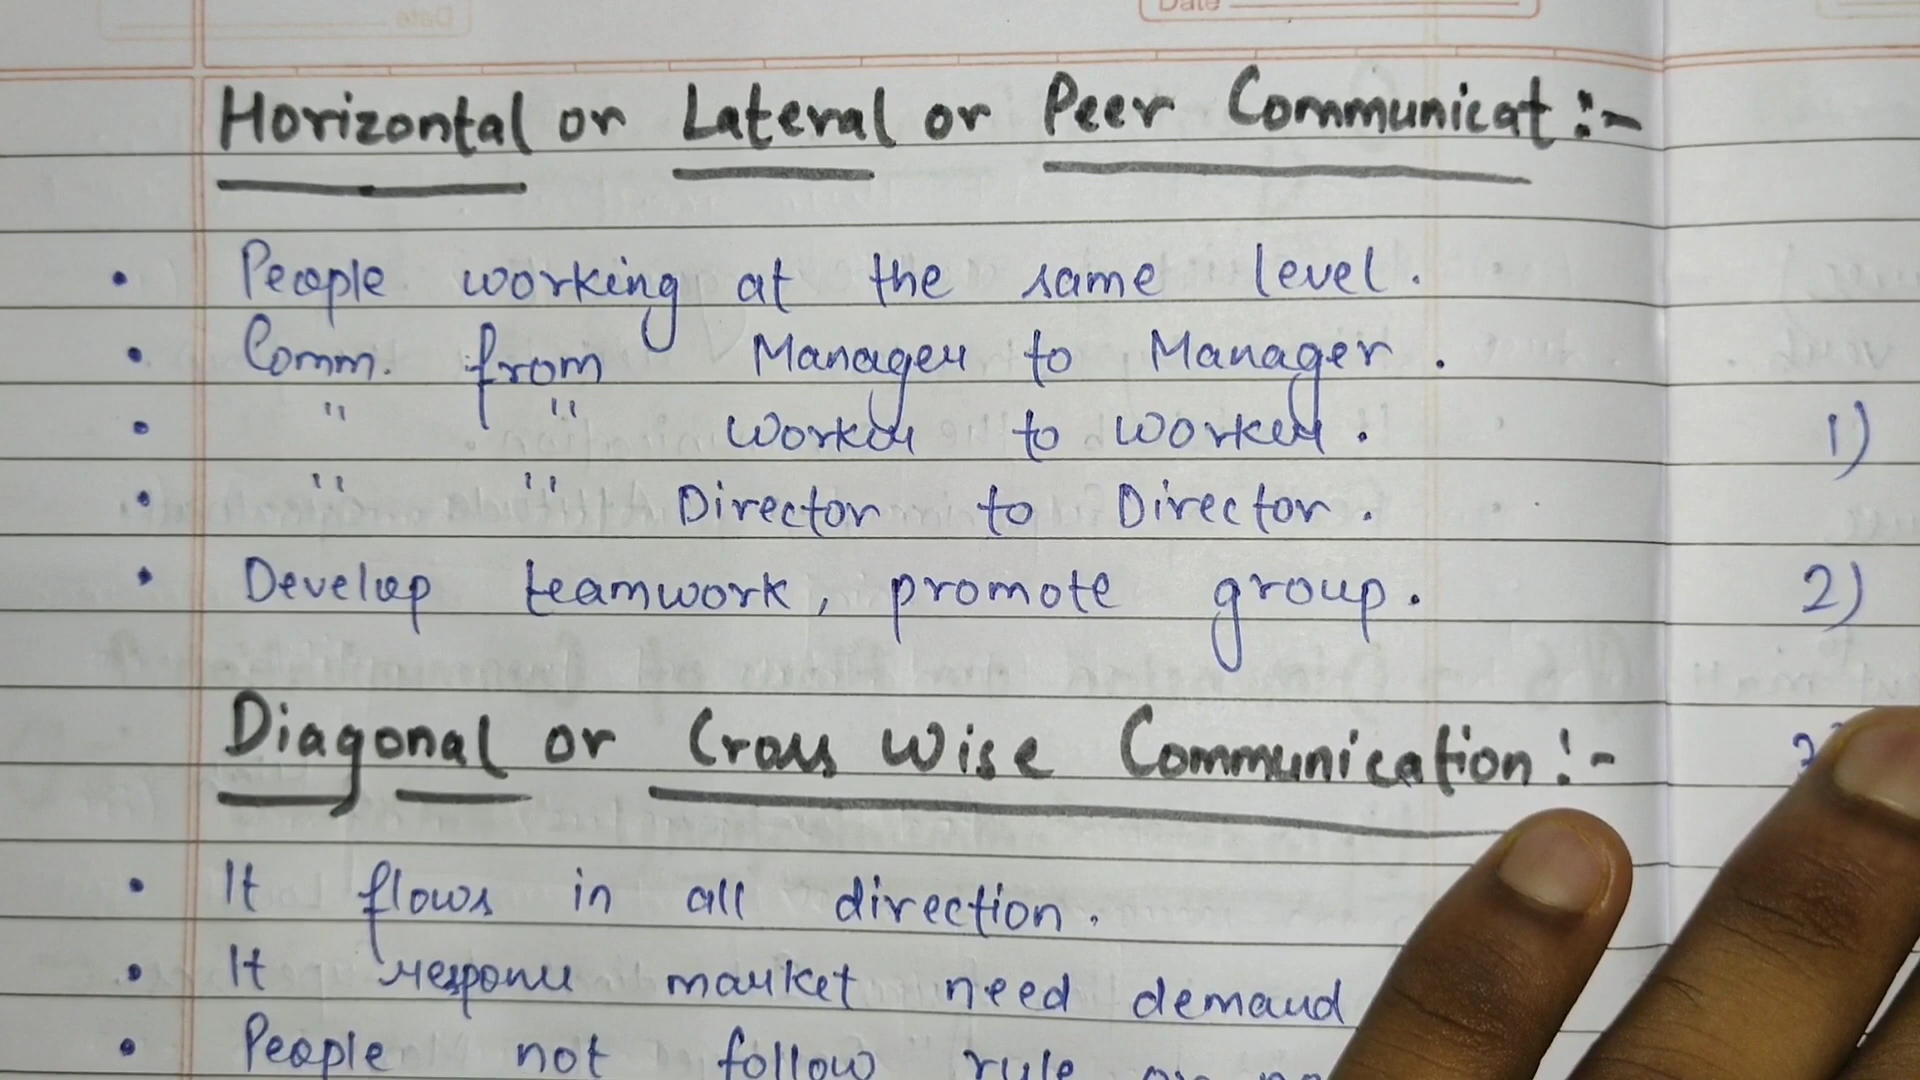 Date
Horizontal or Lateral or Peer Communicat :-
• People working at the same level.
• Comm. from Manager to Manager.
• " " Worker to Worker.
• " " Director to Director.
• Develop teamwork, promote group.
Diagonal or Cross Wise Communication :-
• It flows in all direction.
• It response market need demand
• People not follow rule
1)
2)